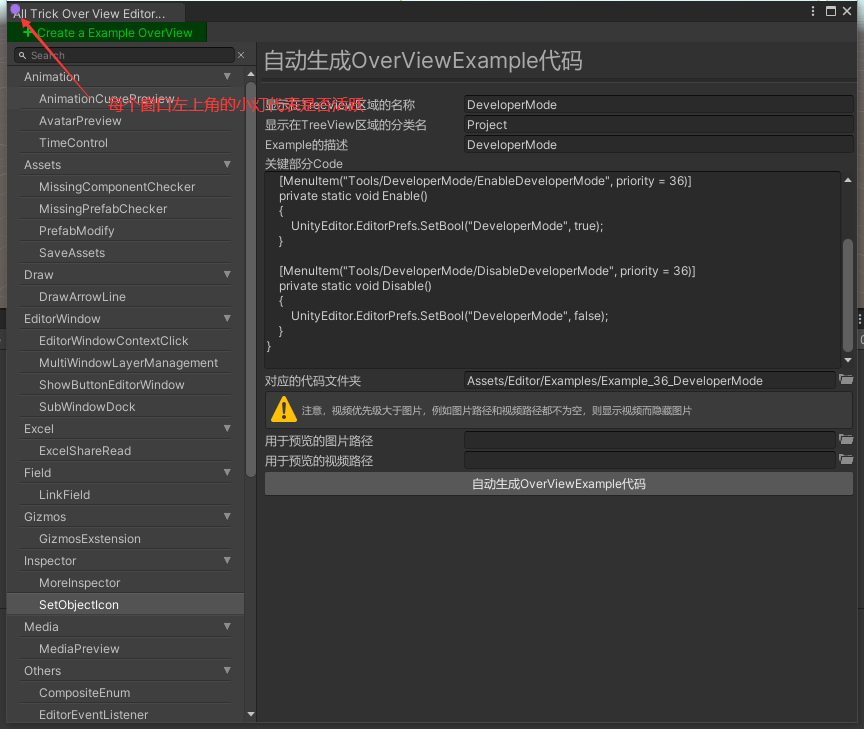 All Trick Over View Editor...
+ Create a Example OverView
Search
Animation
AnimationCurvePreview
AvatarPreview
TimeControl
Assets
MissingComponentChecker
MissingPrefabChecker
PrefabModify
SaveAssets
Draw
DrawArrowLine
EditorWindow
EditorWindowContextClick
MultiWindowLayerManagement
ShowButtonEditorWindow
SubWindowDock
Excel
ExcelShareRead
Field
LinkField
Gizmos
GizmosExstension
Inspector
MoreInspector
SetObjectIcon
Media
MediaPreview
Others
CompositeEnum
EditorEventListener
每个窗口左上角的小灯
是否活跃
自动生成OverViewExample代码
显示在TreeView区域的名称 DeveloperMode
显示在TreeView区域的分类名 Project
Example的描述 DeveloperMode
关键部分Code
[MenuItem("Tools/DeveloperMode/EnableDeveloperMode", priority = 36)]
private static void Enable()
{
UnityEditor.EditorPrefs.SetBool("DeveloperMode", true);
}
[MenuItem("Tools/DeveloperMode/DisableDeveloperMode", priority = 36)]
private static void Disable()
{
UnityEditor.EditorPrefs.SetBool("DeveloperMode", false);
}
}
对应的代码文件夹 Assets/Editor/Examples/Example_36_DeveloperMode
注意，视频优先级大于图片，例如图片路径和视频路径都不为空，则显示视频而隐藏图片
用于预览的图片路径
用于预览的视频路径
自动生成OverViewExample代码